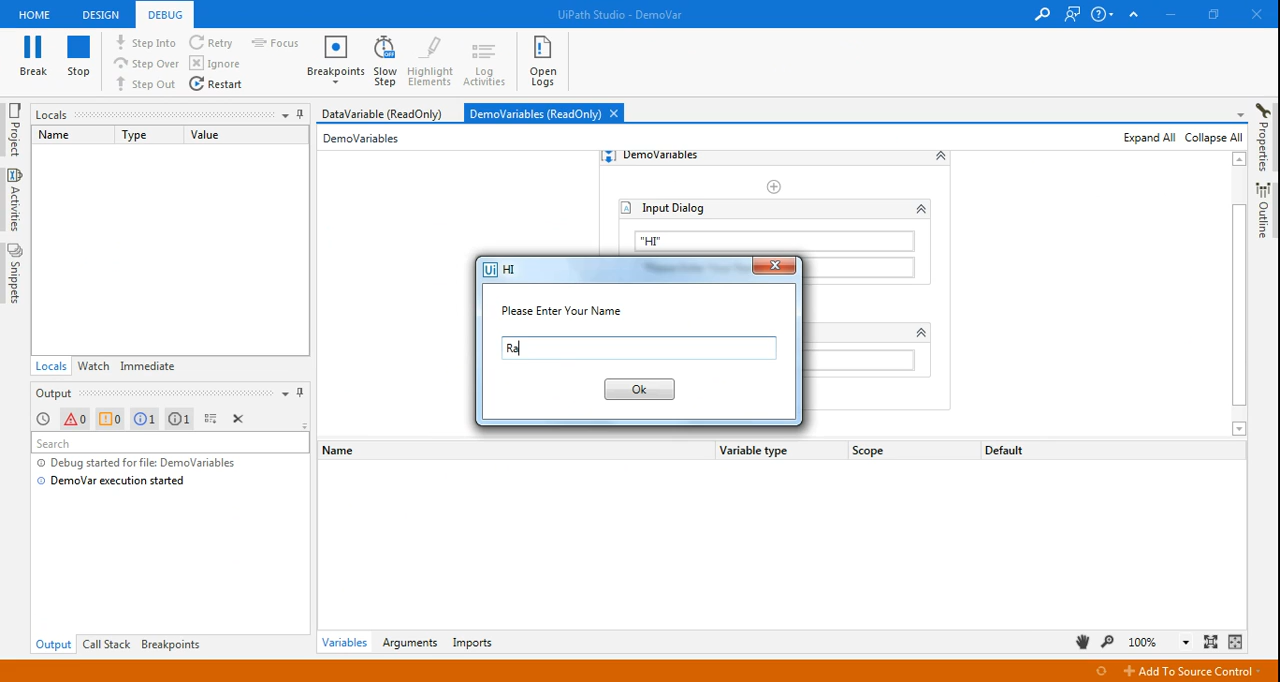 HOME DESIGN DEBUG UiPath Studio - DemoVar
Break Stop Step Into Step Over Step Out Retry Ignore Restart Focus Breakpoints Slow Step Highlight Elements Log Activities Open Logs
Project
Activities
Snippets
Locals
Name Type Value
Locals Watch Immediate
Output
0 0 1 1
Search
Debug started for file: DemoVariables
DemoVar execution started
Output Call Stack Breakpoints
DataVariable (ReadOnly) DemoVariables (ReadOnly)
DemoVariables Expand All Collapse All
DemoVariables
Input Dialog
"HI"
Ui HI
Please Enter Your Name
Ra
Ok
Name Variable type Scope Default
Variables Arguments Imports 100%
Properties
Outline
Add To Source Control